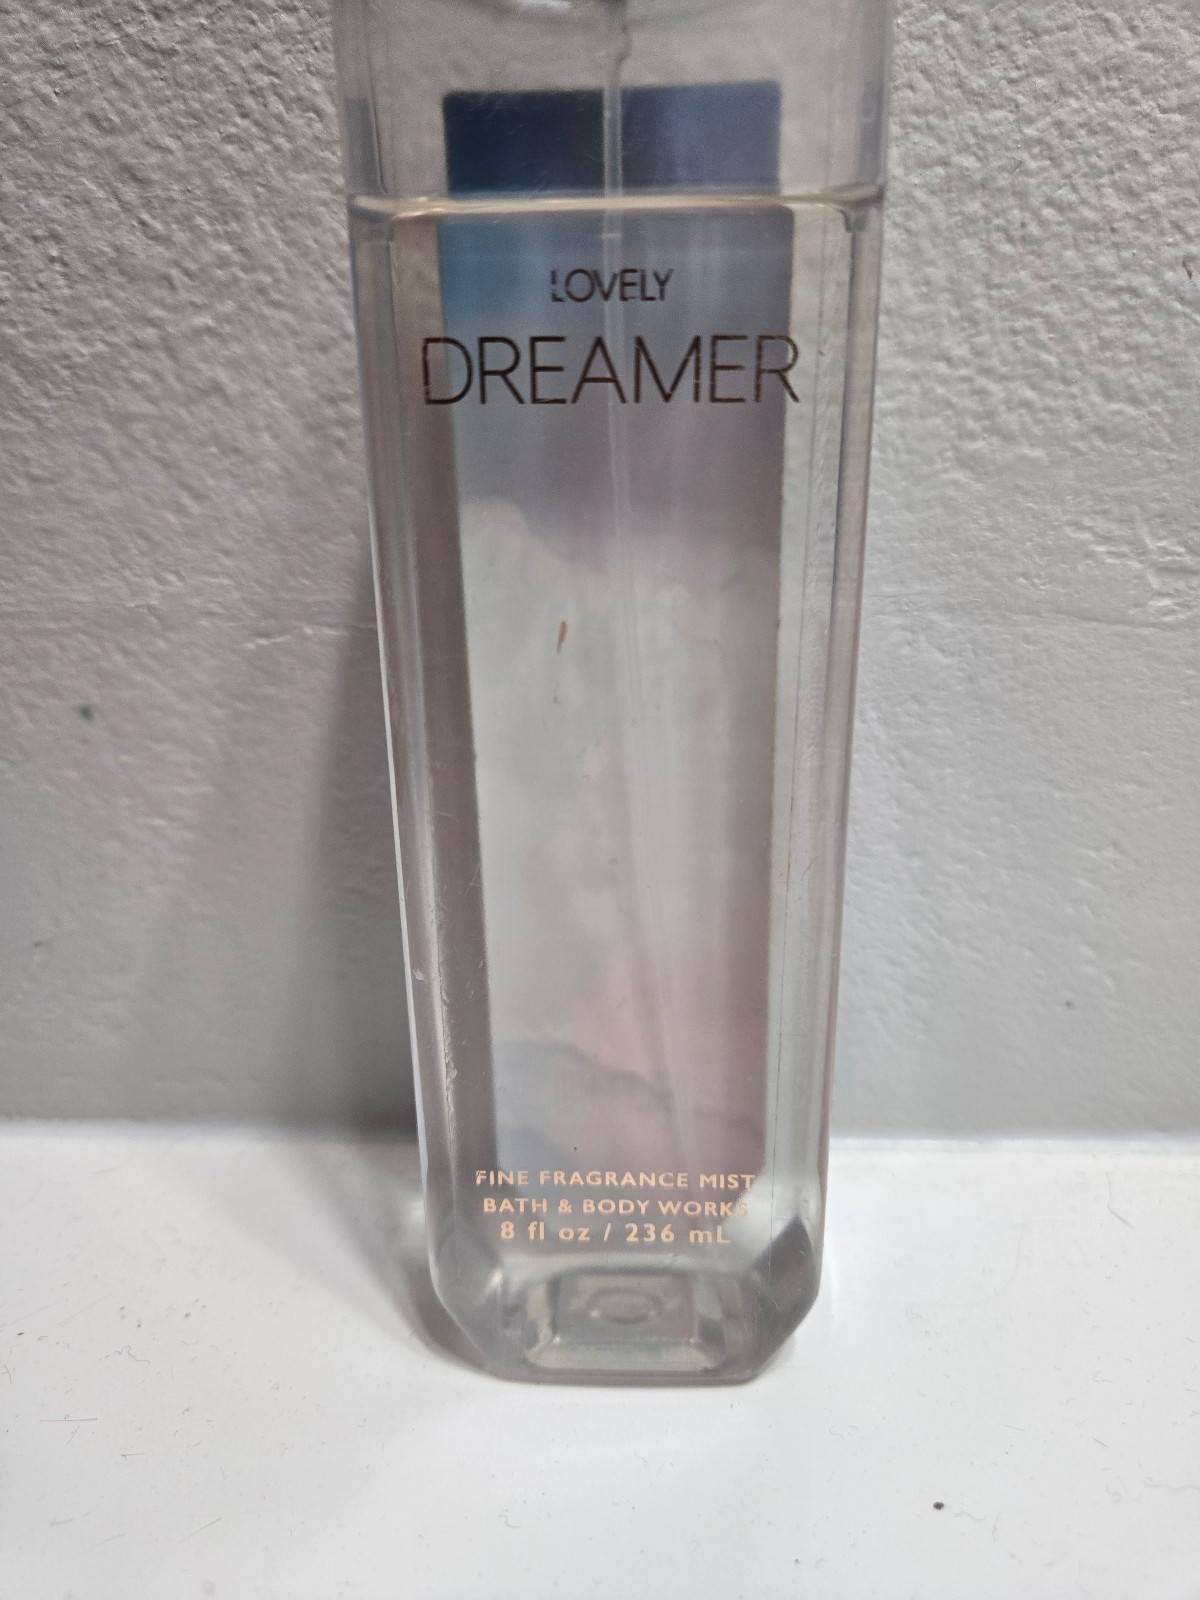 LOVELY
DREAMER
FINE FRAGRANCE MIST
BATH & BODY WORKS
8 fl oz / 236 mL